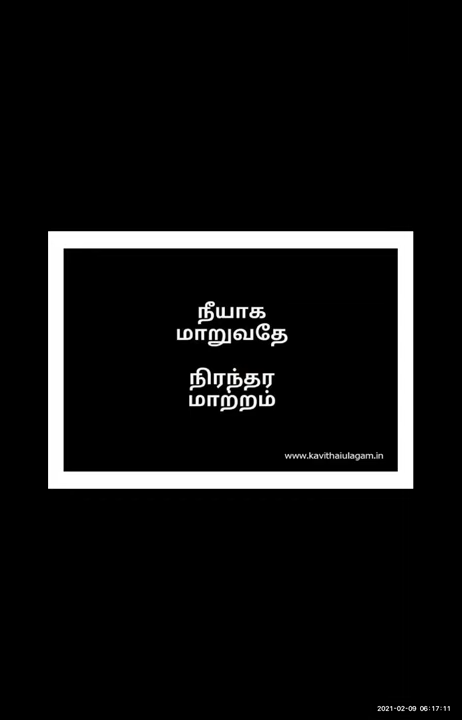 நீயாக
மாறுவதே
நிரந்தர
மாற்றம்
www.kavithaiulagam.in
2021-02-09 06:17:11